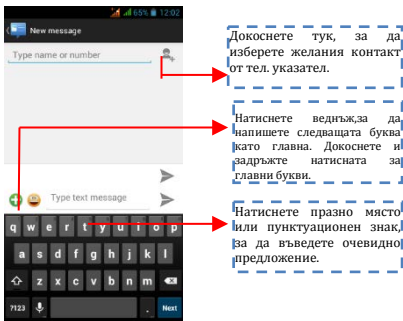 65% 12:02
New message
Type name or number
Type text message
q w e r t y u i o p
a s d f g h j k l
z x c v b n m
?123 . Next
Докоснете тук, за да
изберете желания контакт
от тел. указател.
Натиснете веднъж,за да
напишете следващата буква
като главна. Докоснете и
задръжте натисната за
главни букви.
Натиснете празно място
или пунктуационен знак,
за да въведете очевидно
предложение.